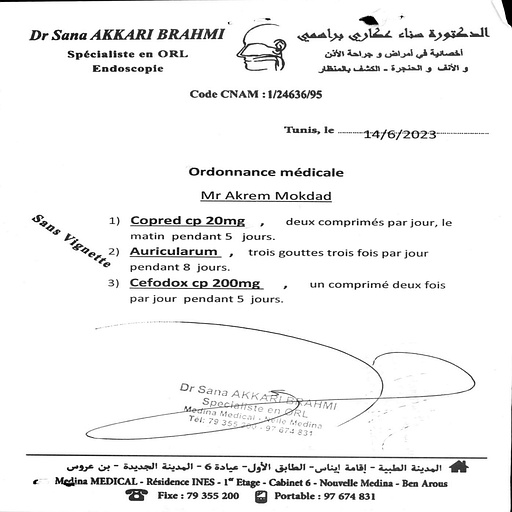 Dr Sana AKKARI BRAHMI
Spécialiste en ORL
Endoscopie
الدكتورة سناء عكاري براهمي
أخصائية في أمراض و جراحة الأذن
و الأنف و الحنجرة - الكشف بالمنظار
Code CNAM : 1/24636/95
Tunis, le 14/6/2023
Ordonnance médicale
Mr Akrem Mokdad
Sans Vignette
1) Copred cp 20mg , deux comprimés par jour, le
matin pendant 5 jours.
2) Auricularum , trois gouttes trois fois par jour
pendant 8 jours.
3) Cefodox cp 200mg , un comprimé deux fois
par jour pendant 5 jours.
Dr Sana AKKARI BRAHMI
Spécialiste en ORL
Medina Medical - Nelle Medina
Tél: 79 355 200 - 97 674 831
المدينة الطبية - إقامة إيناس - الطابق الأول - عيادة 6 - المدينة الجديدة - بن عروس
Medina MEDICAL - Résidence INES - 1er Etage - Cabinet 6 - Nouvelle Medina - Ben Arous
Fixe : 79 355 200 Portable : 97 674 831